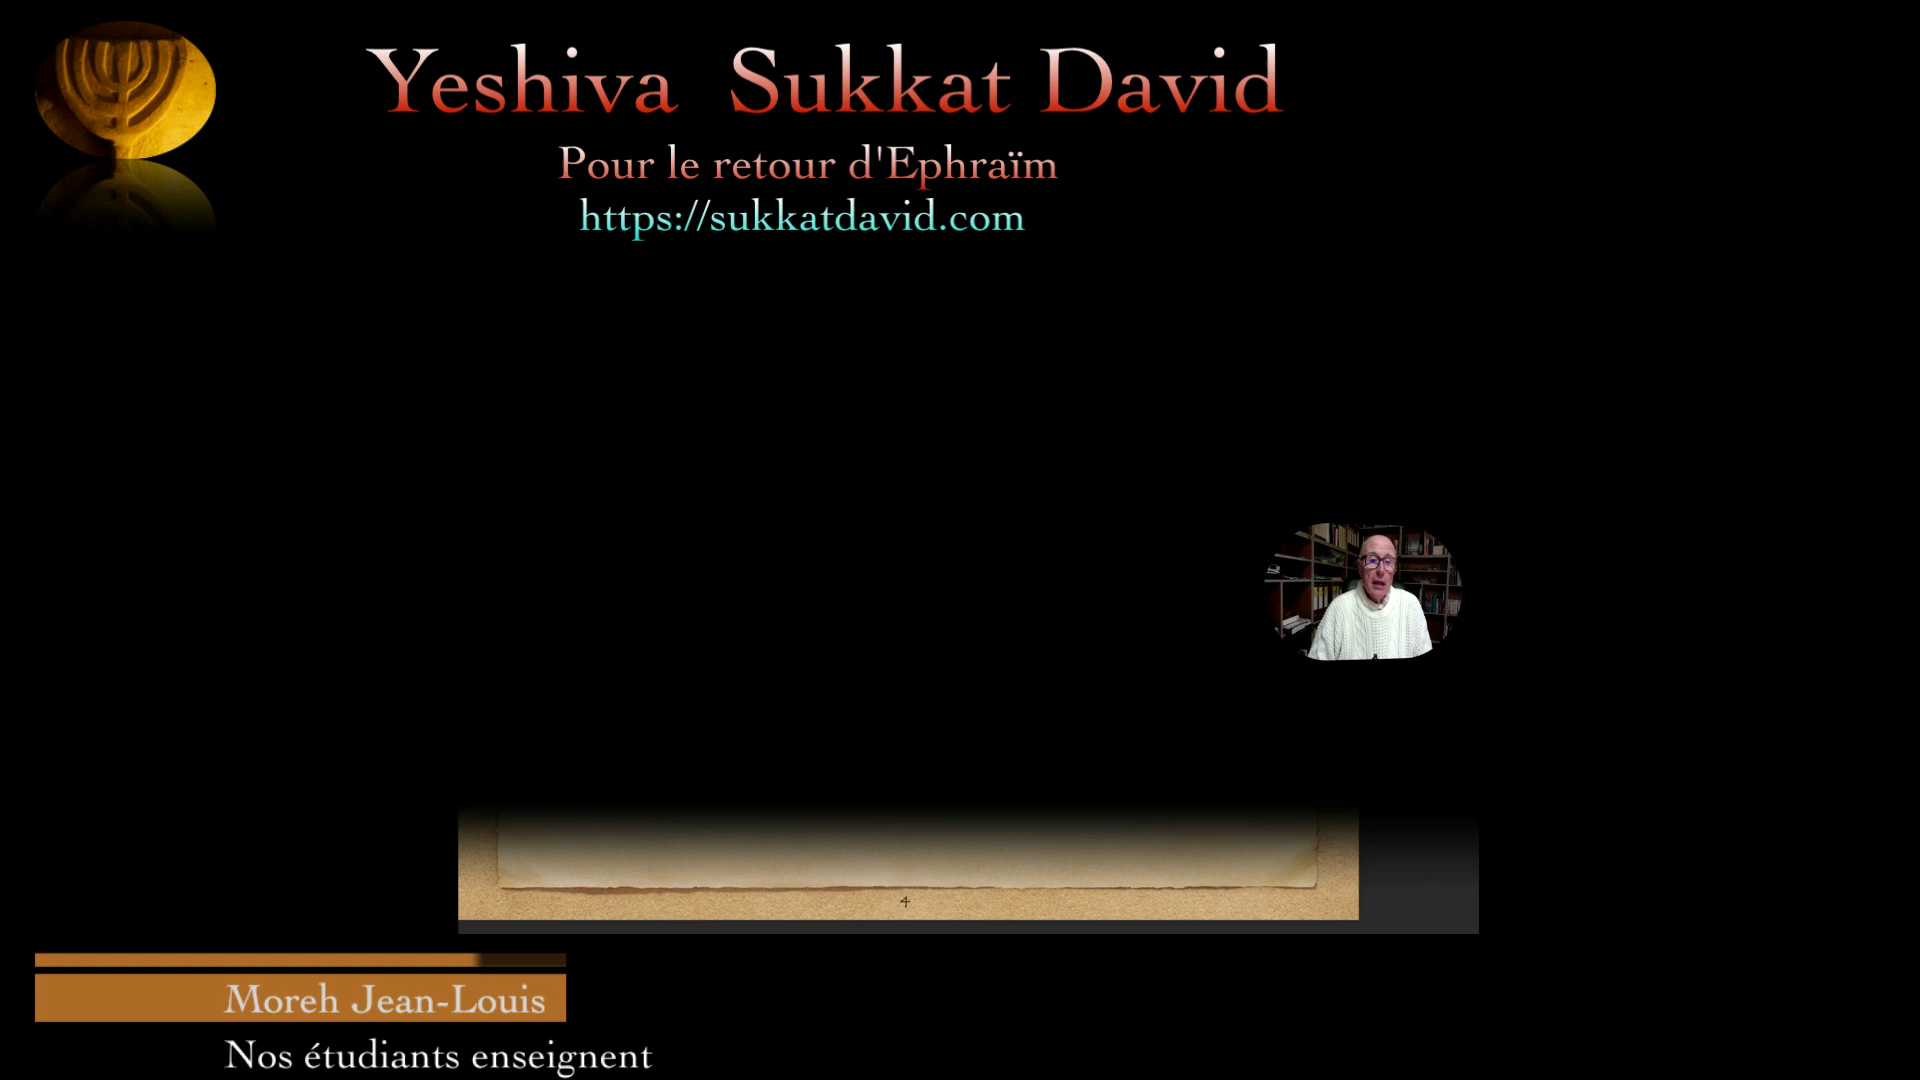 Yeshiva Sukkat David
Pour le retour d'Ephraïm
https://sukkatdavid.com
4
Moreh Jean-Louis
Nos étudiants enseignent